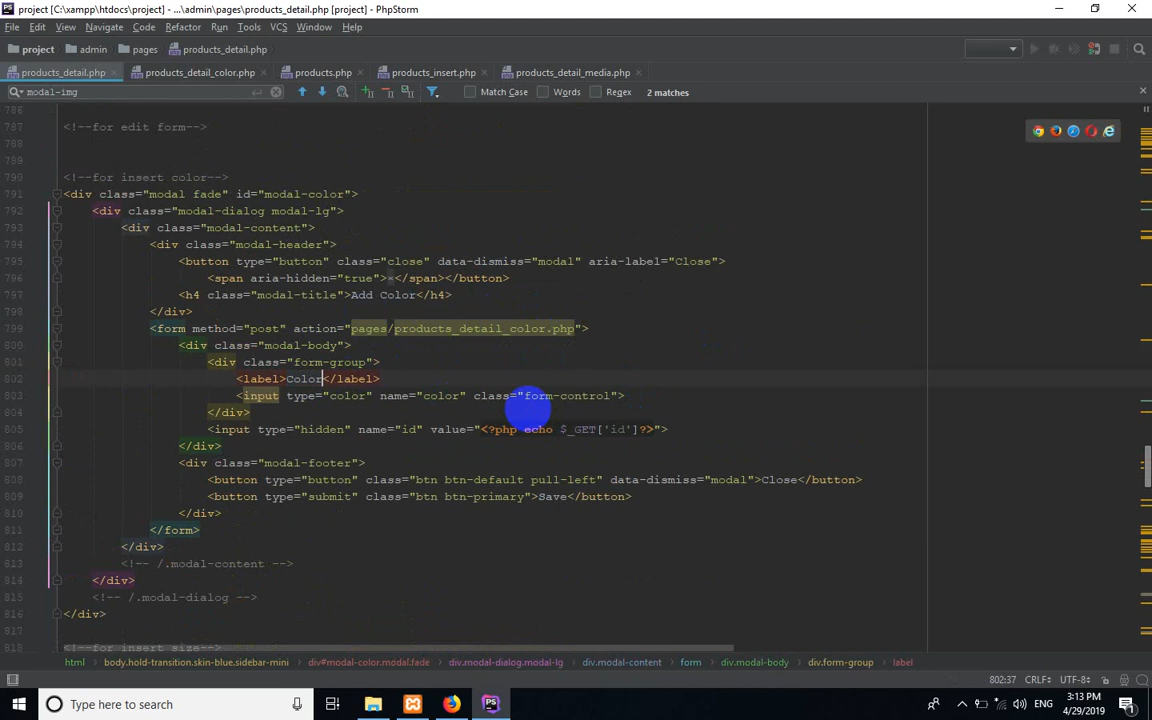 project [C:\xampp\htdocs\project] - ...\admin\pages\products_detail.php [project] - PhpStorm
File Edit View Navigate Code Refactor Run Tools VCS Window Help
project admin pages products_detail.php
products_detail.php products_detail_color.php products.php products_insert.php products_detail_media.php
modal-img Match Case Words Regex 2 matches
786
787 <!--for edit form-->
788
789
790 <!--for insert color-->
791 <div class="modal fade" id="modal-color">
792 <div class="modal-dialog modal-lg">
793 <div class="modal-content">
794 <div class="modal-header">
795 <button type="button" class="close" data-dismiss="modal" aria-label="Close">
796 <span aria-hidden="true">×</span></button>
797 <h4 class="modal-title">Add Color</h4>
798 </div>
799 <form method="post" action="pages/products_detail_color.php">
800 <div class="modal-body">
801 <div class="form-group">
802 <label>Color</label>
803 <input type="color" name="color" class="form-control">
804 </div>
805 <input type="hidden" name="id" value="<?php echo $_GET['id']?>">
806 </div>
807 <div class="modal-footer">
808 <button type="button" class="btn btn-default pull-left" data-dismiss="modal">Close</button>
809 <button type="submit" class="btn btn-primary">Save</button>
810 </div>
811 </form>
812 </div>
813 <!-- /.modal-content -->
814 </div>
815 <!-- /.modal-dialog -->
816 </div>
817
818 <!--for insert size-->
html body.hold-transition.skin-blue.sidebar-mini div#modal-color.modal.fade div.modal-dialog.modal-lg div.modal-content form div.modal-body div.form-group label
802:37 CRLF UTF-8
Type here to search
ENG
3:13 PM
4/29/2019